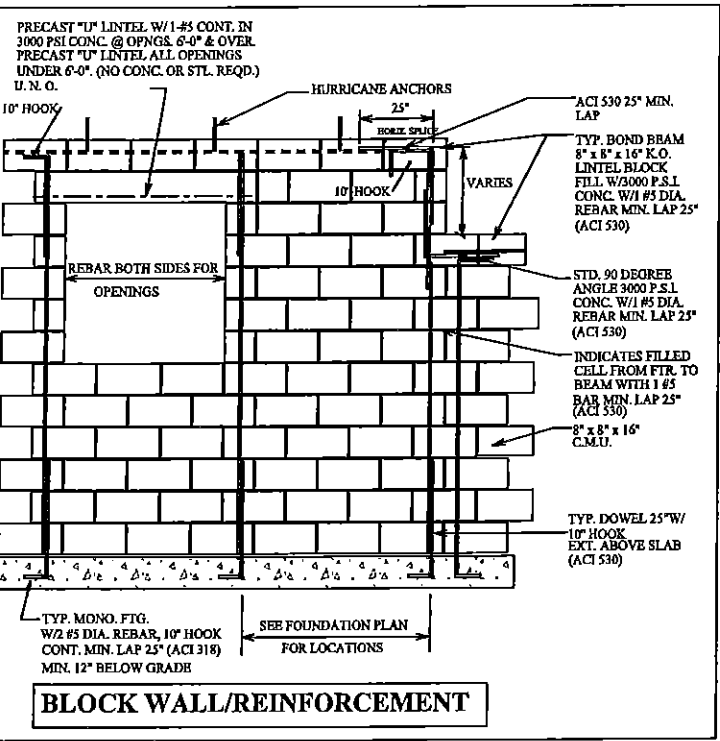 PRECAST "U" LINTEL W/ 1-#5 CONT. IN
3000 PSI CONC. @ OPNGS. 6'-0" & OVER.
PRECAST "U" LINTEL ALL OPENINGS
UNDER 6'-0". (NO CONC. OR STL. REQD.)
U. N. O.
10" HOOK
HURRICANE ANCHORS
25"
HORIZ. SPLICE
10" HOOK
VARIES
ACI 530 25" MIN.
LAP
TYP. BOND BEAM
8" x 8" x 16" K.O.
LINTEL BLOCK
FILL W/3000 P.S.I.
CONC. W/1 #5 DIA.
REBAR MIN. LAP 25"
(ACI 530)
REBAR BOTH SIDES FOR
OPENINGS
STD. 90 DEGREE
ANGLE 3000 P.S.I.
CONC. W/1 #5 DIA.
REBAR MIN. LAP 25"
(ACI 530)
INDICATES FILLED
CELL FROM FTR. TO
BEAM WITH 1 #5
BAR MIN. LAP 25"
(ACI 530)
8" x 8" x 16"
C.M.U.
TYP. DOWEL 25"W/
10" HOOK
EXT. ABOVE SLAB
(ACI 530)
TYP. MONO. FTG.
W/2 #5 DIA. REBAR, 10" HOOK
CONT. MIN. LAP 25" (ACI 318)
MIN. 12" BELOW GRADE
SEE FOUNDATION PLAN
FOR LOCATIONS
BLOCK WALL/REINFORCEMENT